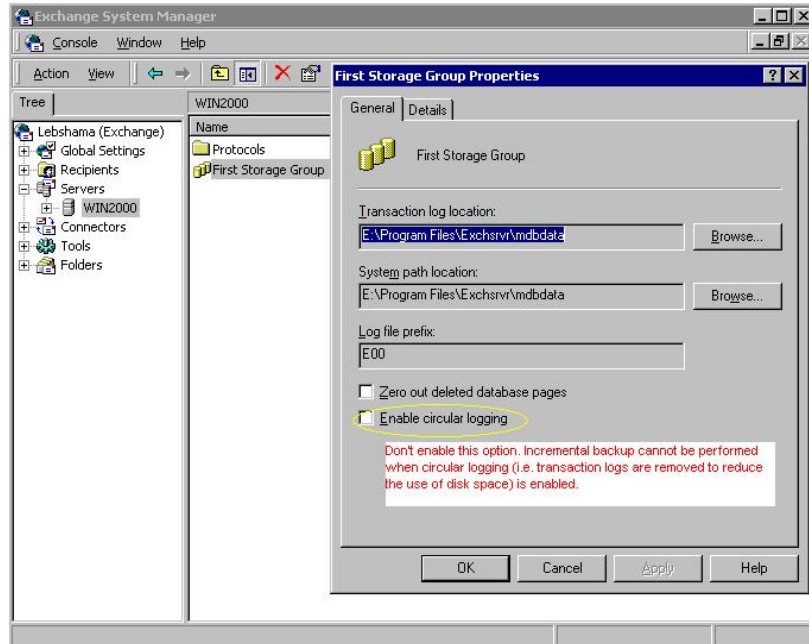 Exchange System Manager
Console Window Help
Action View
Tree
Lebshama (Exchange)
Global Settings
Recipients
Servers
WIN2000
Connectors
Tools
Folders
WIN2000
Name
Protocols
First Storage Group
First Storage Group Properties
General Details
First Storage Group
Transaction log location:
E:\Program Files\Exchsrvr\mdbdata
Browse...
System path location:
E:\Program Files\Exchsrvr\mdbdata
Browse...
Log file prefix:
E00
Zero out deleted database pages
Enable circular logging
Don't enable this option. Incremental backup cannot be performed
when circular logging (i.e. transaction logs are removed to reduce
the use of disk space) is enabled.
OK Cancel Apply Help